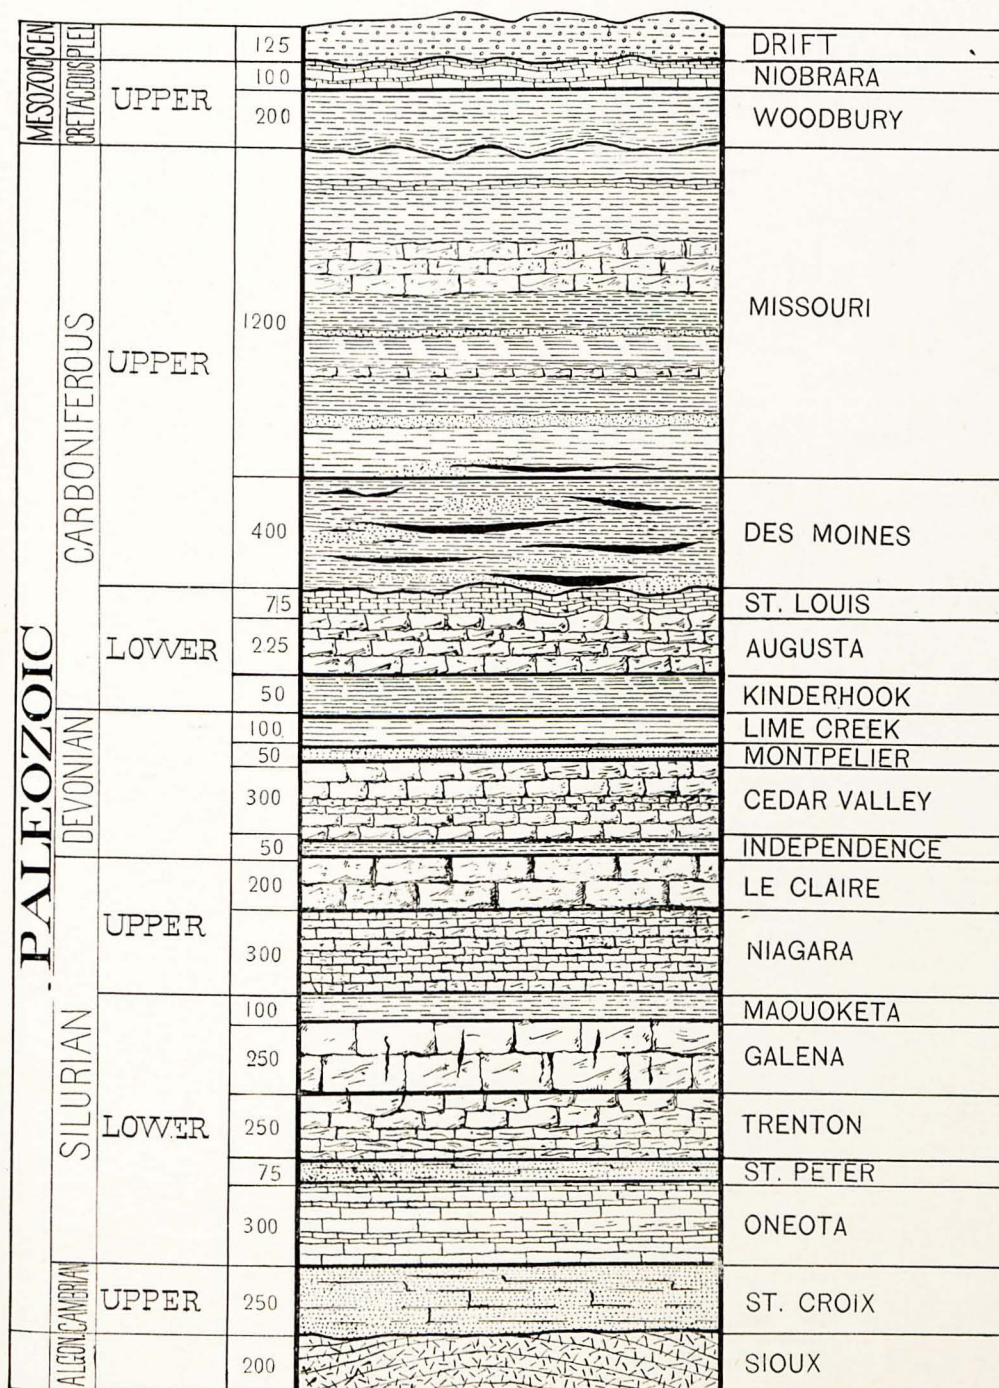 CEN PLEI 125 DRIFT
MESOZOIC CRETACEOUS UPPER 100 NIOBRARA
200 WOODBURY
PALEOZOIC CARBONIFEROUS UPPER 1200 MISSOURI
400 DES MOINES
LOWER 75 ST. LOUIS
225 AUGUSTA
50 KINDERHOOK
DEVONIAN 100 LIME CREEK
50 MONTPELIER
300 CEDAR VALLEY
50 INDEPENDENCE
SILURIAN UPPER 200 LE CLAIRE
300 NIAGARA
LOWER 100 MAQUOKETA
250 GALENA
250 TRENTON
75 ST. PETER
300 ONEOTA
CAMBRIAN UPPER 250 ST. CROIX
ALGON. 200 SIOUX